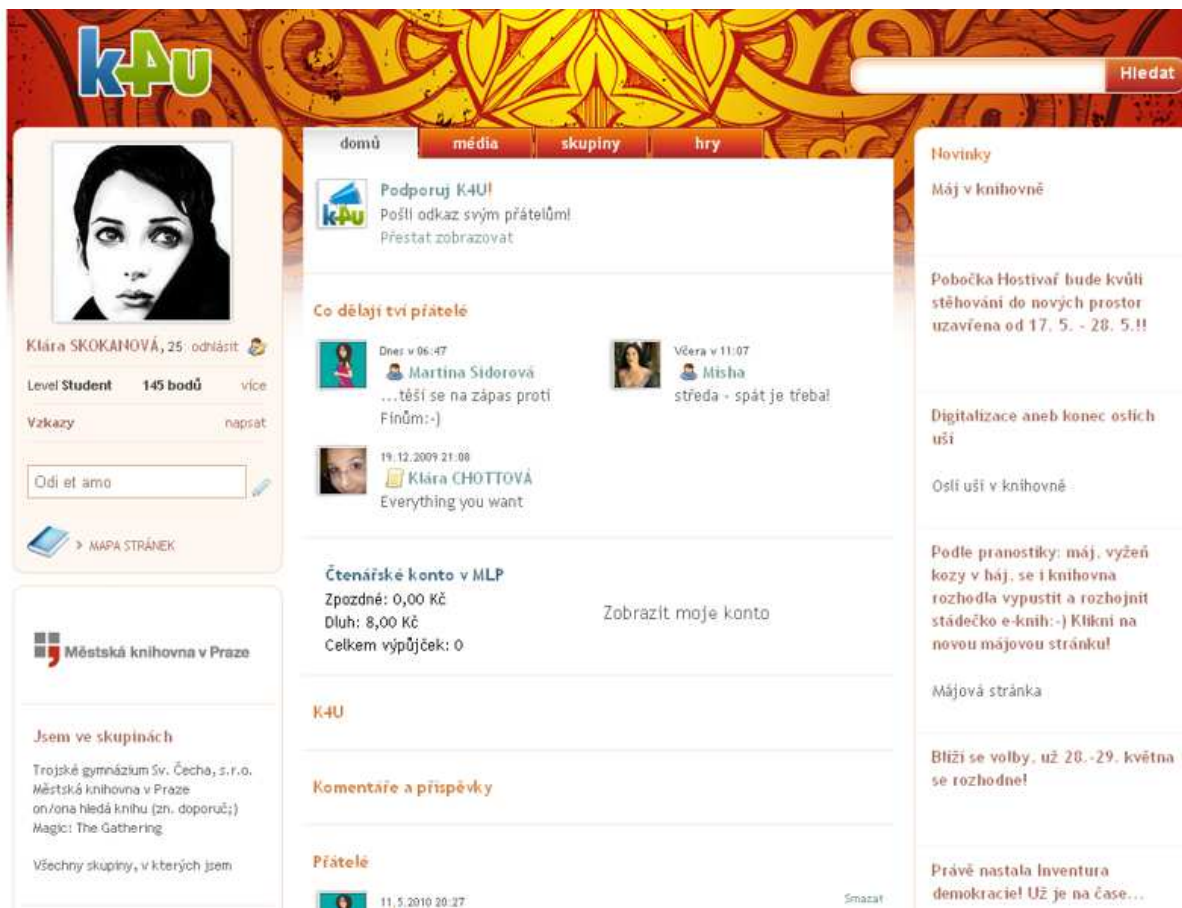 k4u
Hledat
Klára SKOKANOVÁ, 25 odhlásit
Level Student 145 bodů více
Vzkazy napsat
Odi et amo
> MAPA STRÁNEK
Městská knihovna v Praze
Jsem ve skupinách
Trojské gymnázium Sv. Čecha, s.r.o.
Městská knihovna v Praze
on/ona hledá knihu (zn. doporuč;)
Magic: The Gathering
Všechny skupiny, v kterých jsem
domů média skupiny hry
k4u
Podporuj K4U!
Pošli odkaz svým přátelům!
Přestat zobrazovat
Co dělají tví přátelé
Dnes v 06:47
Martina Sidorová
...těší se na zápas proti
Finům:-)
Včera v 11:07
Misha
středa - spát je třeba!
19.12.2009 21:08
Klára CHOTTOVÁ
Everything you want
Čtenářské konto v MLP
Zpozdné: 0,00 Kč
Dluh: 8,00 Kč
Celkem výpůjček: 0
Zobrazit moje konto
K4U
Komentáře a příspěvky
Přátelé
11.5.2010 20:27
Smazat
Novinky
Máj v knihovně
Pobočka Hostivař bude kvůli
stěhování do nových prostor
uzavřena od 17. 5. - 28. 5.!!
Digitalizace aneb konec oslích
uší
Oslí uši v knihovně
Podle pranostiky: máj, vyžeň
kozy v háj, se i knihovna
rozhodla vypustit a rozhojnit
stádečko e-knih:-) Klikni na
novou májovou stránku!
Májová stránka
Blíží se volby, už 28.-29. května
se rozhodne!
Právě nastala Inventura
demokracie! Už je na čase...